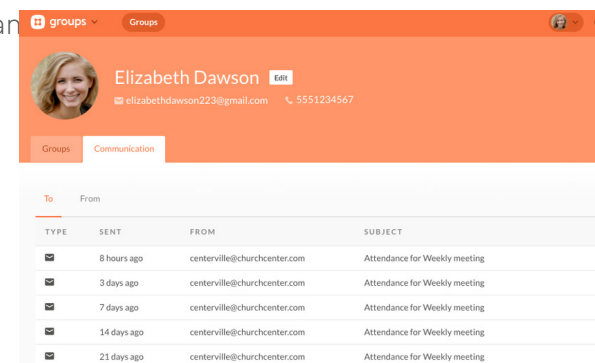 an
groups Groups
Elizabeth Dawson Edit
elizabethdawson223@gmail.com 5551234567
Groups Communication
To From
TYPE SENT FROM SUBJECT
8 hours ago centerville@churchcenter.com Attendance for Weekly meeting
3 days ago centerville@churchcenter.com Attendance for Weekly meeting
7 days ago centerville@churchcenter.com Attendance for Weekly meeting
14 days ago centerville@churchcenter.com Attendance for Weekly meeting
21 days ago centerville@churchcenter.com Attendance for Weekly meeting